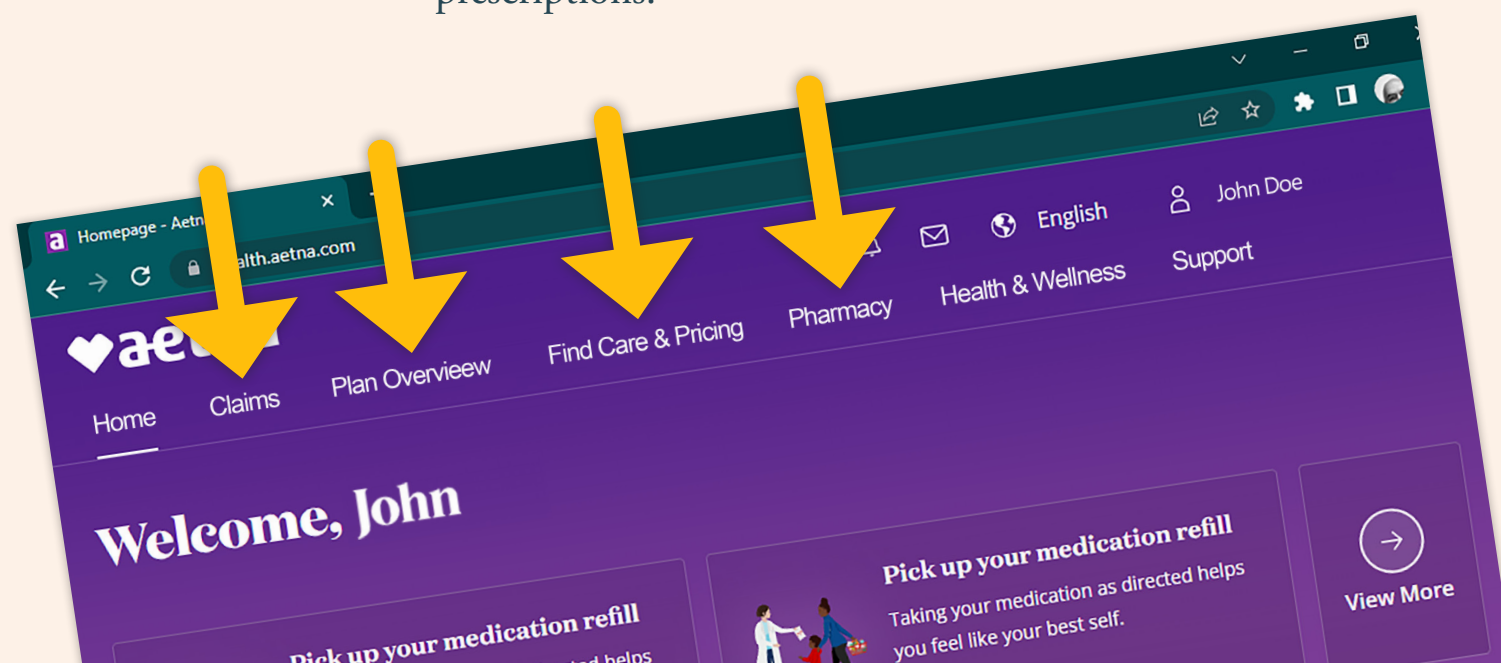 prescriptions.
Homepage - Aetn
alth.aetna.com
English
John Doe
Home
Claims
Plan Overvieew
Find Care & Pricing
Pharmacy
Health & Wellness
Support
Welcome, John
Pick up your medication refill
helps
Pick up your medication refill
Taking your medication as directed helps
you feel like your best self.
View More